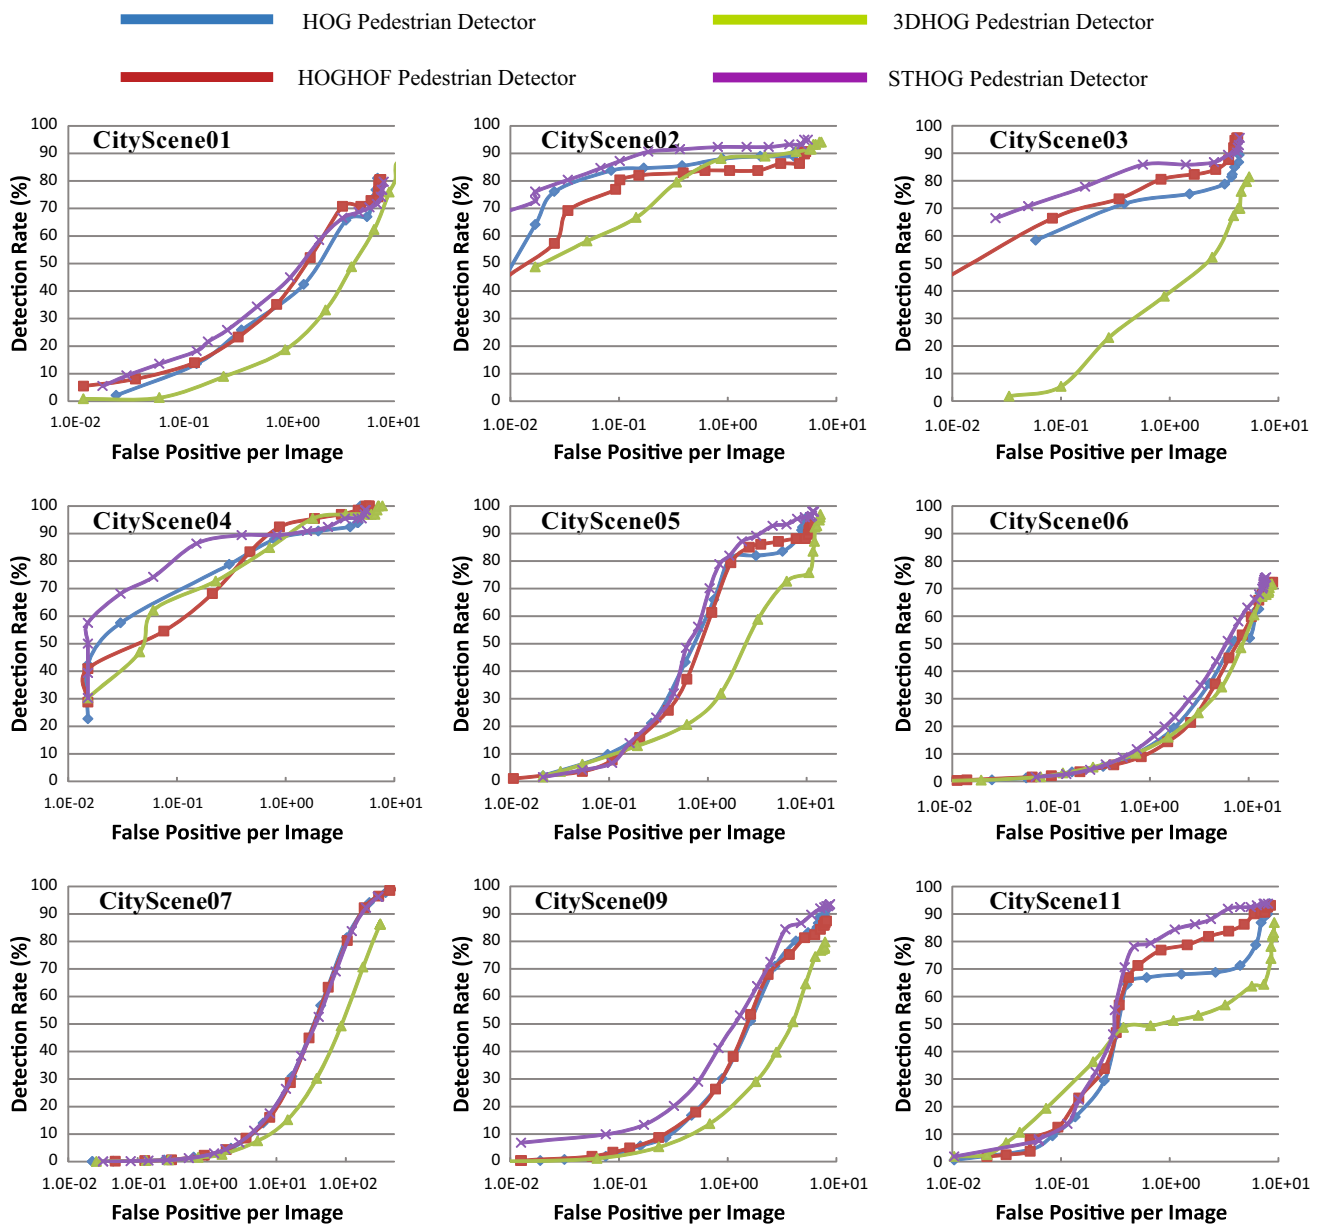 HOG Pedestrian Detector
3DHOG Pedestrian Detector
HOGHOF Pedestrian Detector
STHOG Pedestrian Detector
CityScene01
Detection Rate (%)
100
90
80
70
60
50
40
30
20
10
0
1.0E-02 1.0E-01 1.0E+00 1.0E+01
False Positive per Image
CityScene02
Detection Rate (%)
100
90
80
70
60
50
40
30
20
10
0
1.0E-02 1.0E-01 1.0E+00 1.0E+01
False Positive per Image
CityScene03
Detection Rate (%)
100
90
80
70
60
50
40
30
20
10
0
1.0E-02 1.0E-01 1.0E+00 1.0E+01
False Positive per Image
CityScene04
Detection Rate (%)
100
90
80
70
60
50
40
30
20
10
0
1.0E-02 1.0E-01 1.0E+00 1.0E+01
False Positive per Image
CityScene05
Detection Rate (%)
100
90
80
70
60
50
40
30
20
10
0
1.0E-02 1.0E-01 1.0E+00 1.0E+01
False Positive per Image
CityScene06
Detection Rate (%)
100
90
80
70
60
50
40
30
20
10
0
1.0E-02 1.0E-01 1.0E+00 1.0E+01
False Positive per Image
CityScene07
Detection Rate (%)
100
90
80
70
60
50
40
30
20
10
0
1.0E-02 1.0E-01 1.0E+00 1.0E+01 1.0E+02
False Positive per Image
CityScene09
Detection Rate (%)
100
90
80
70
60
50
40
30
20
10
0
1.0E-02 1.0E-01 1.0E+00 1.0E+01
False Positive per Image
CityScene11
Detection Rate (%)
100
90
80
70
60
50
40
30
20
10
0
1.0E-02 1.0E-01 1.0E+00 1.0E+01
False Positive per Image